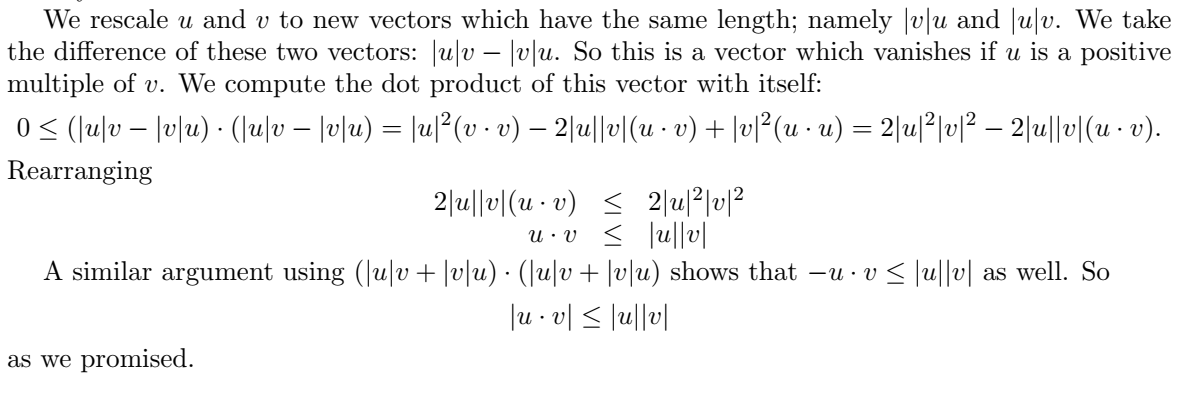 We rescale u and v to new vectors which have the same length; namely |v|u and |u|v. We take
the difference of these two vectors: |u|v − |v|u. So this is a vector which vanishes if u is a positive
multiple of v. We compute the dot product of this vector with itself:
0 ≤ (|u|v − |v|u) · (|u|v − |v|u) = |u|²(v · v) − 2|u||v|(u · v) + |v|²(u · u) = 2|u|²|v|² − 2|u||v|(u · v).
Rearranging
2|u||v|(u · v) ≤ 2|u|²|v|²
u · v ≤ |u||v|
A similar argument using (|u|v + |v|u) · (|u|v + |v|u) shows that −u · v ≤ |u||v| as well. So
|u · v| ≤ |u||v|
as we promised.